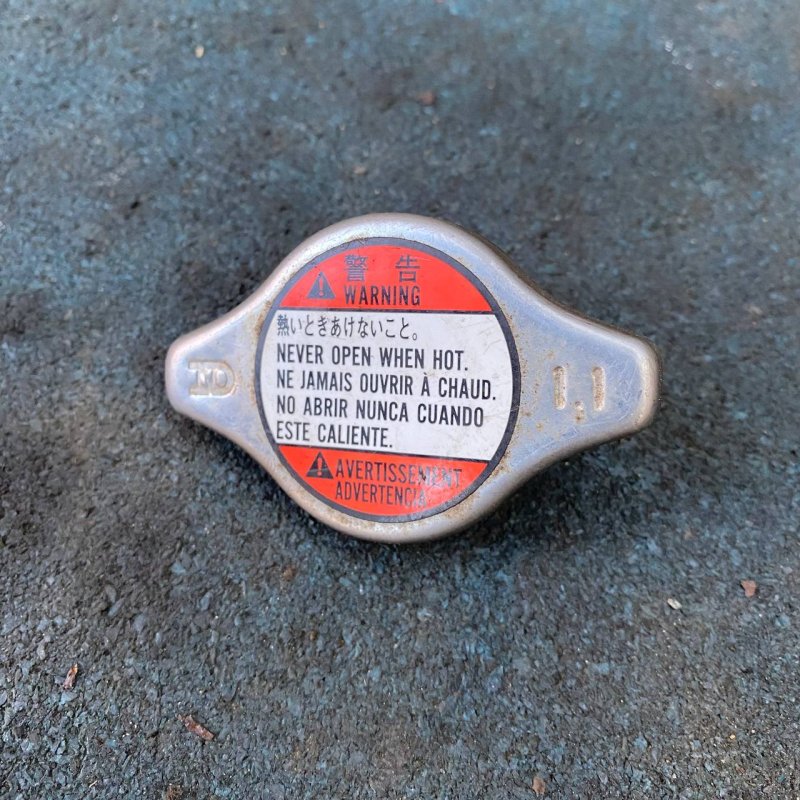 警告
WARNING
熱いときあけないこと。
NEVER OPEN WHEN HOT.
NE JAMAIS OUVRIR À CHAUD.
NO ABRIR NUNCA CUANDO
ESTE CALIENTE.
AVERTISSEMENT
ADVERTENCIA
1.1